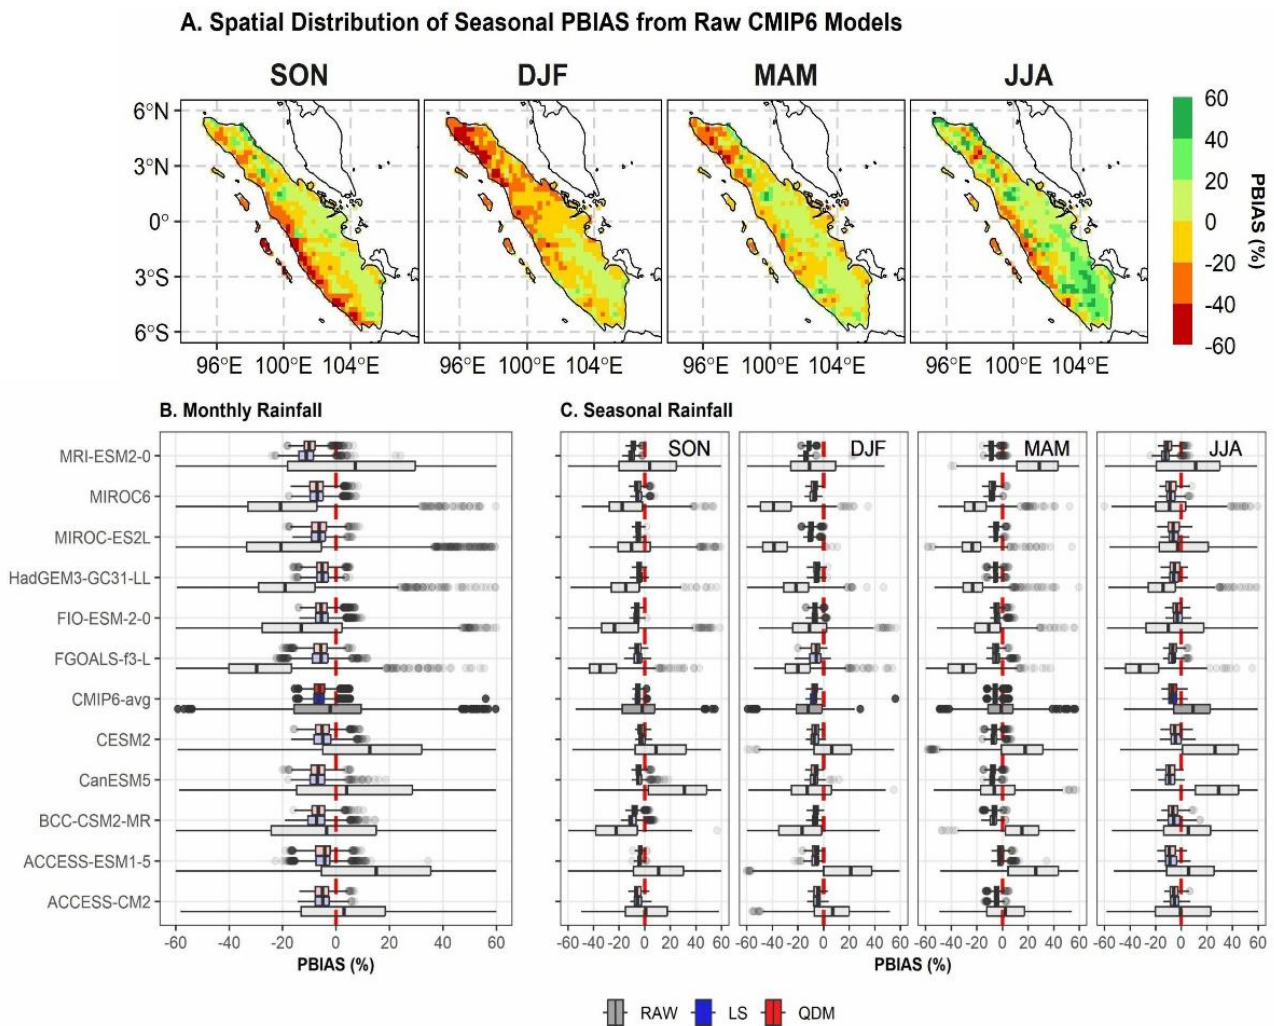 A. Spatial Distribution of Seasonal PBIAS from Raw CMIP6 Models
SON DJF MAM JJA
6°N
3°N
0°
3°S
6°S
96°E 100°E 104°E 96°E 100°E 104°E 96°E 100°E 104°E 96°E 100°E 104°E
60
40
20
0
-20
-40
-60
PBIAS (%)
B. Monthly Rainfall
C. Seasonal Rainfall
SON DJF MAM JJA
MRI-ESM2-0
MIROC6
MIROC-ES2L
HadGEM3-GC31-LL
FIO-ESM-2-0
FGOALS-f3-L
CMIP6-avg
CESM2
CanESM5
BCC-CSM2-MR
ACCESS-ESM1-5
ACCESS-CM2
-60 -40 -20 0 20 40 60
-60 -40 -20 0 20 40 60 -60 -40 -20 0 20 40 60 -60 -40 -20 0 20 40 60 -60 -40 -20 0 20 40 60
PBIAS (%)
PBIAS (%)
RAW LS QDM